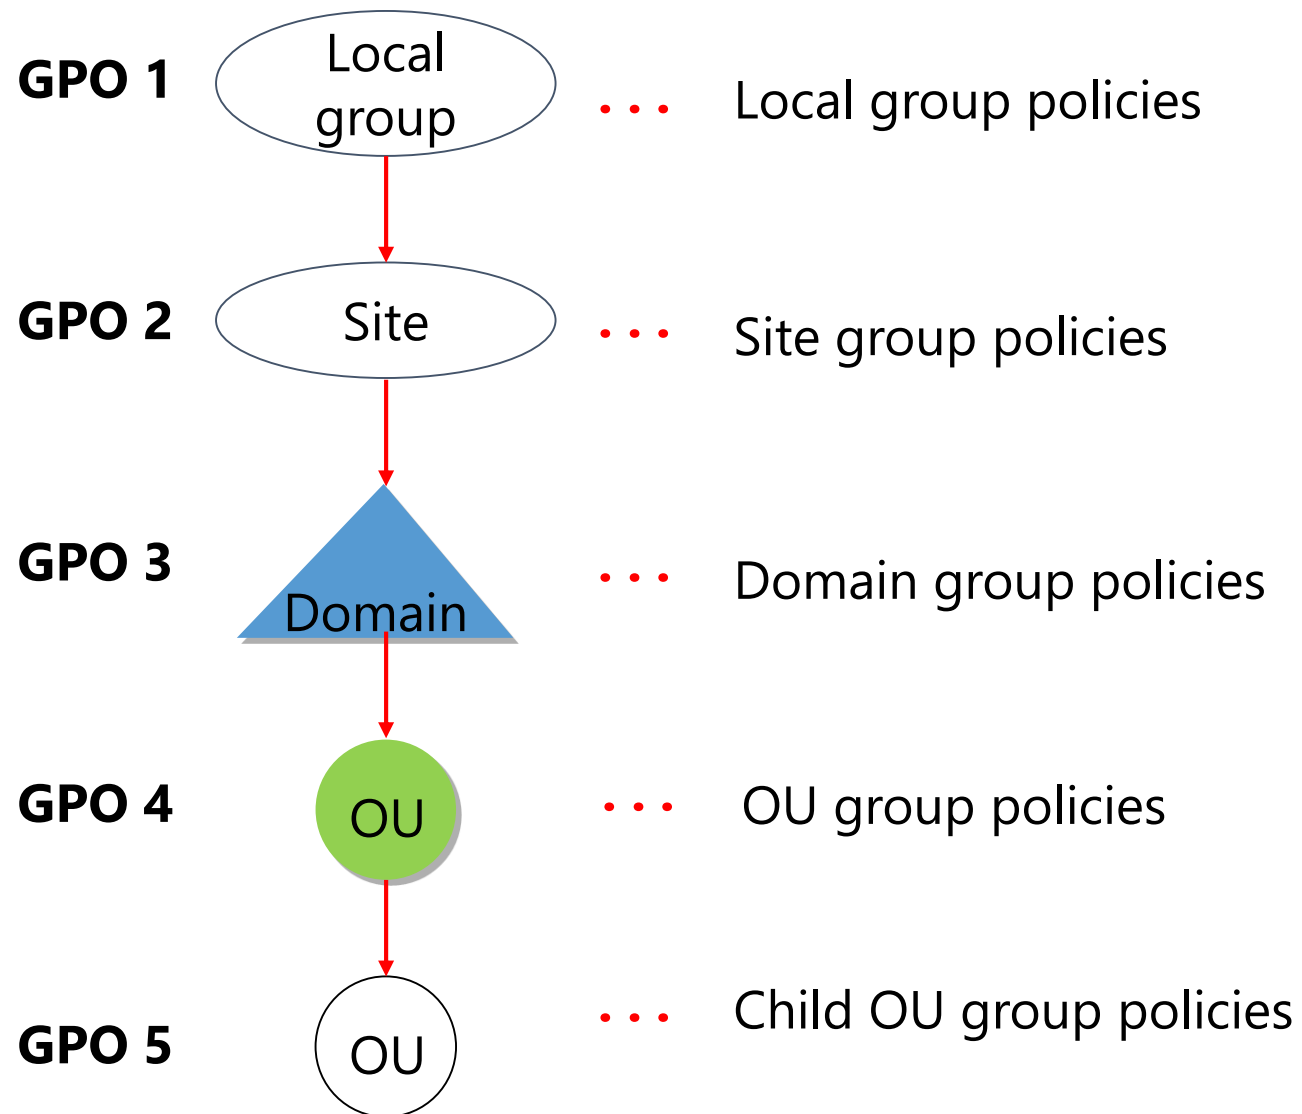 GPO 1
Local
group
. . .
Local group policies
GPO 2
Site
. . .
Site group policies
GPO 3
Domain
. . .
Domain group policies
GPO 4
OU
. . .
OU group policies
GPO 5
OU
. . .
Child OU group policies